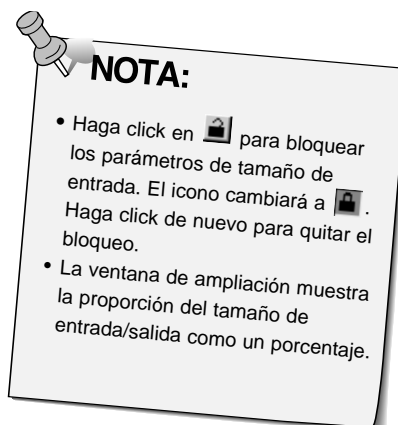 NOTA:
• Haga click en para bloquear
los parámetros de tamaño de
entrada. El icono cambiará a .
Haga click de nuevo para quitar el
bloqueo.
• La ventana de ampliación muestra
la proporción del tamaño de
entrada/salida como un porcentaje.